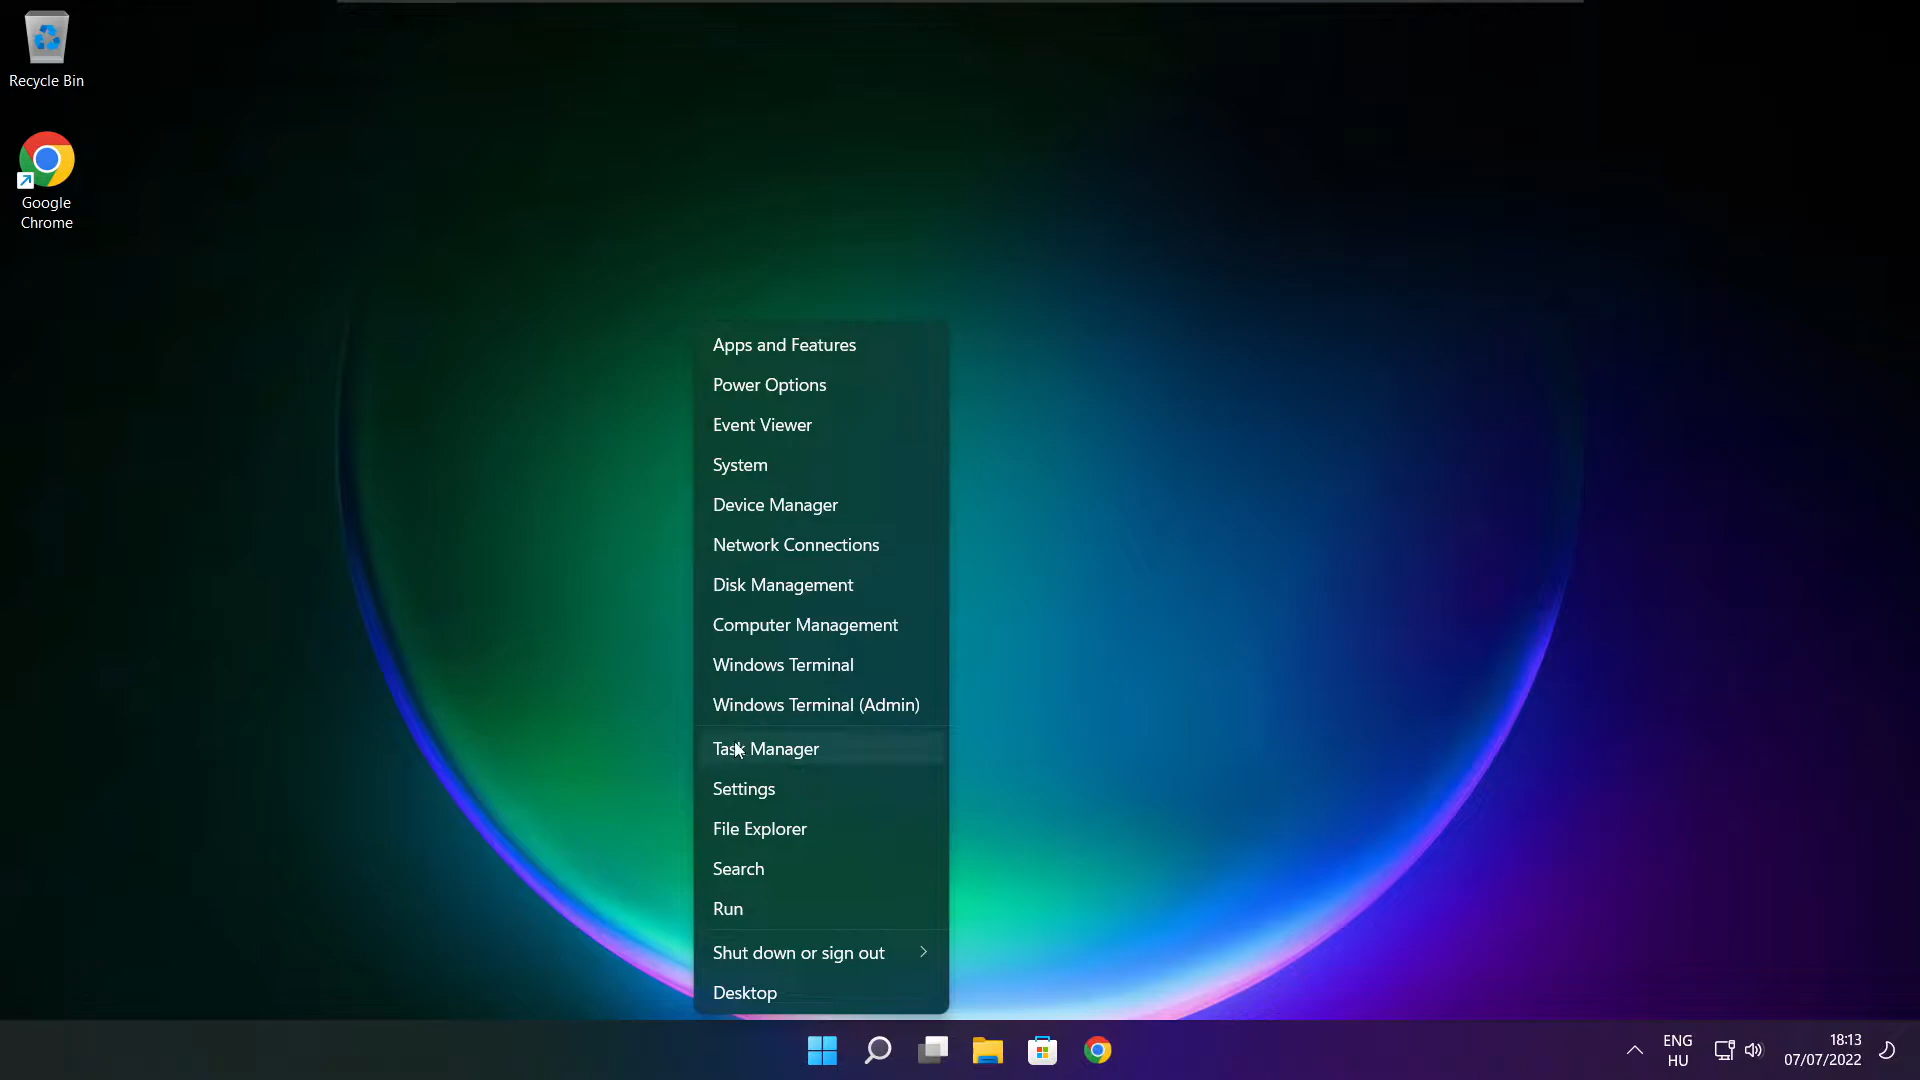 Recycle Bin
Google
Chrome
Apps and Features
Power Options
Event Viewer
System
Device Manager
Network Connections
Disk Management
Computer Management
Windows Terminal
Windows Terminal (Admin)
Task Manager
Settings
File Explorer
Search
Run
Shut down or sign out
Desktop
ENG
HU
18:13
07/07/2022